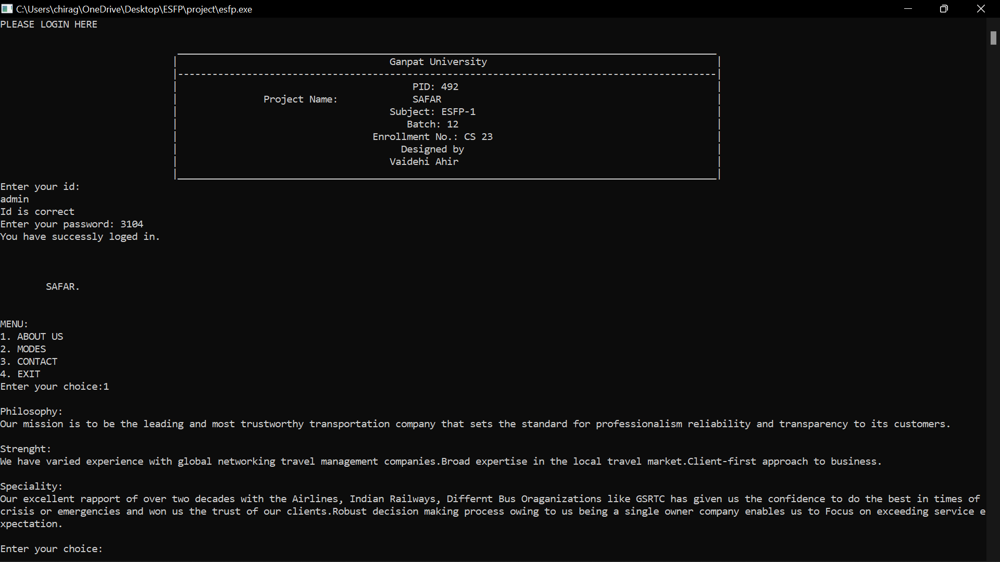 C:\Users\chirag\OneDrive\Desktop\ESFP\project\esfp.exe
PLEASE LOGIN HERE
Ganpat University
PID: 492
Project Name: SAFAR
Subject: ESFP-1
Batch: 12
Enrollment No.: CS 23
Designed by
Vaidehi Ahir
Enter your id:
admin
Id is correct
Enter your password: 3104
You have successly loged in.
SAFAR.
MENU:
1. ABOUT US
2. MODES
3. CONTACT
4. EXIT
Enter your choice:1
Philosophy:
Our mission is to be the leading and most trustworthy transportation company that sets the standard for professionalism reliability and transparency to its customers.
Strenght:
We have varied experience with global networking travel management companies.Broad expertise in the local travel market.Client-first approach to business.
Speciality:
Our excellent rapport of over two decades with the Airlines, Indian Railways, Differnt Bus Oraganizations like GSRTC has given us the confidence to do the best in times of
crisis or emergencies and won us the trust of our clients.Robust decision making process owing to us being a single owner company enables us to Focus on exceeding service e
xpectation.
Enter your choice: